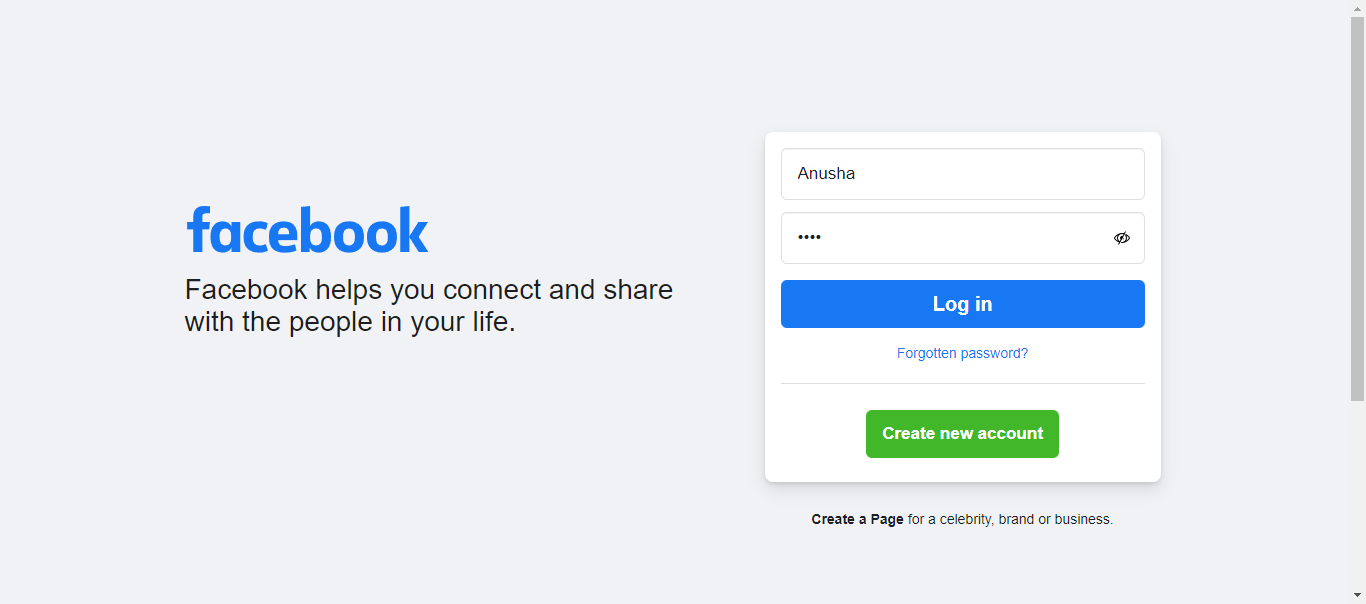 facebook
Facebook helps you connect and share
with the people in your life.
Anusha
••••
Log in
Forgotten password?
Create new account
Create a Page for a celebrity, brand or business.